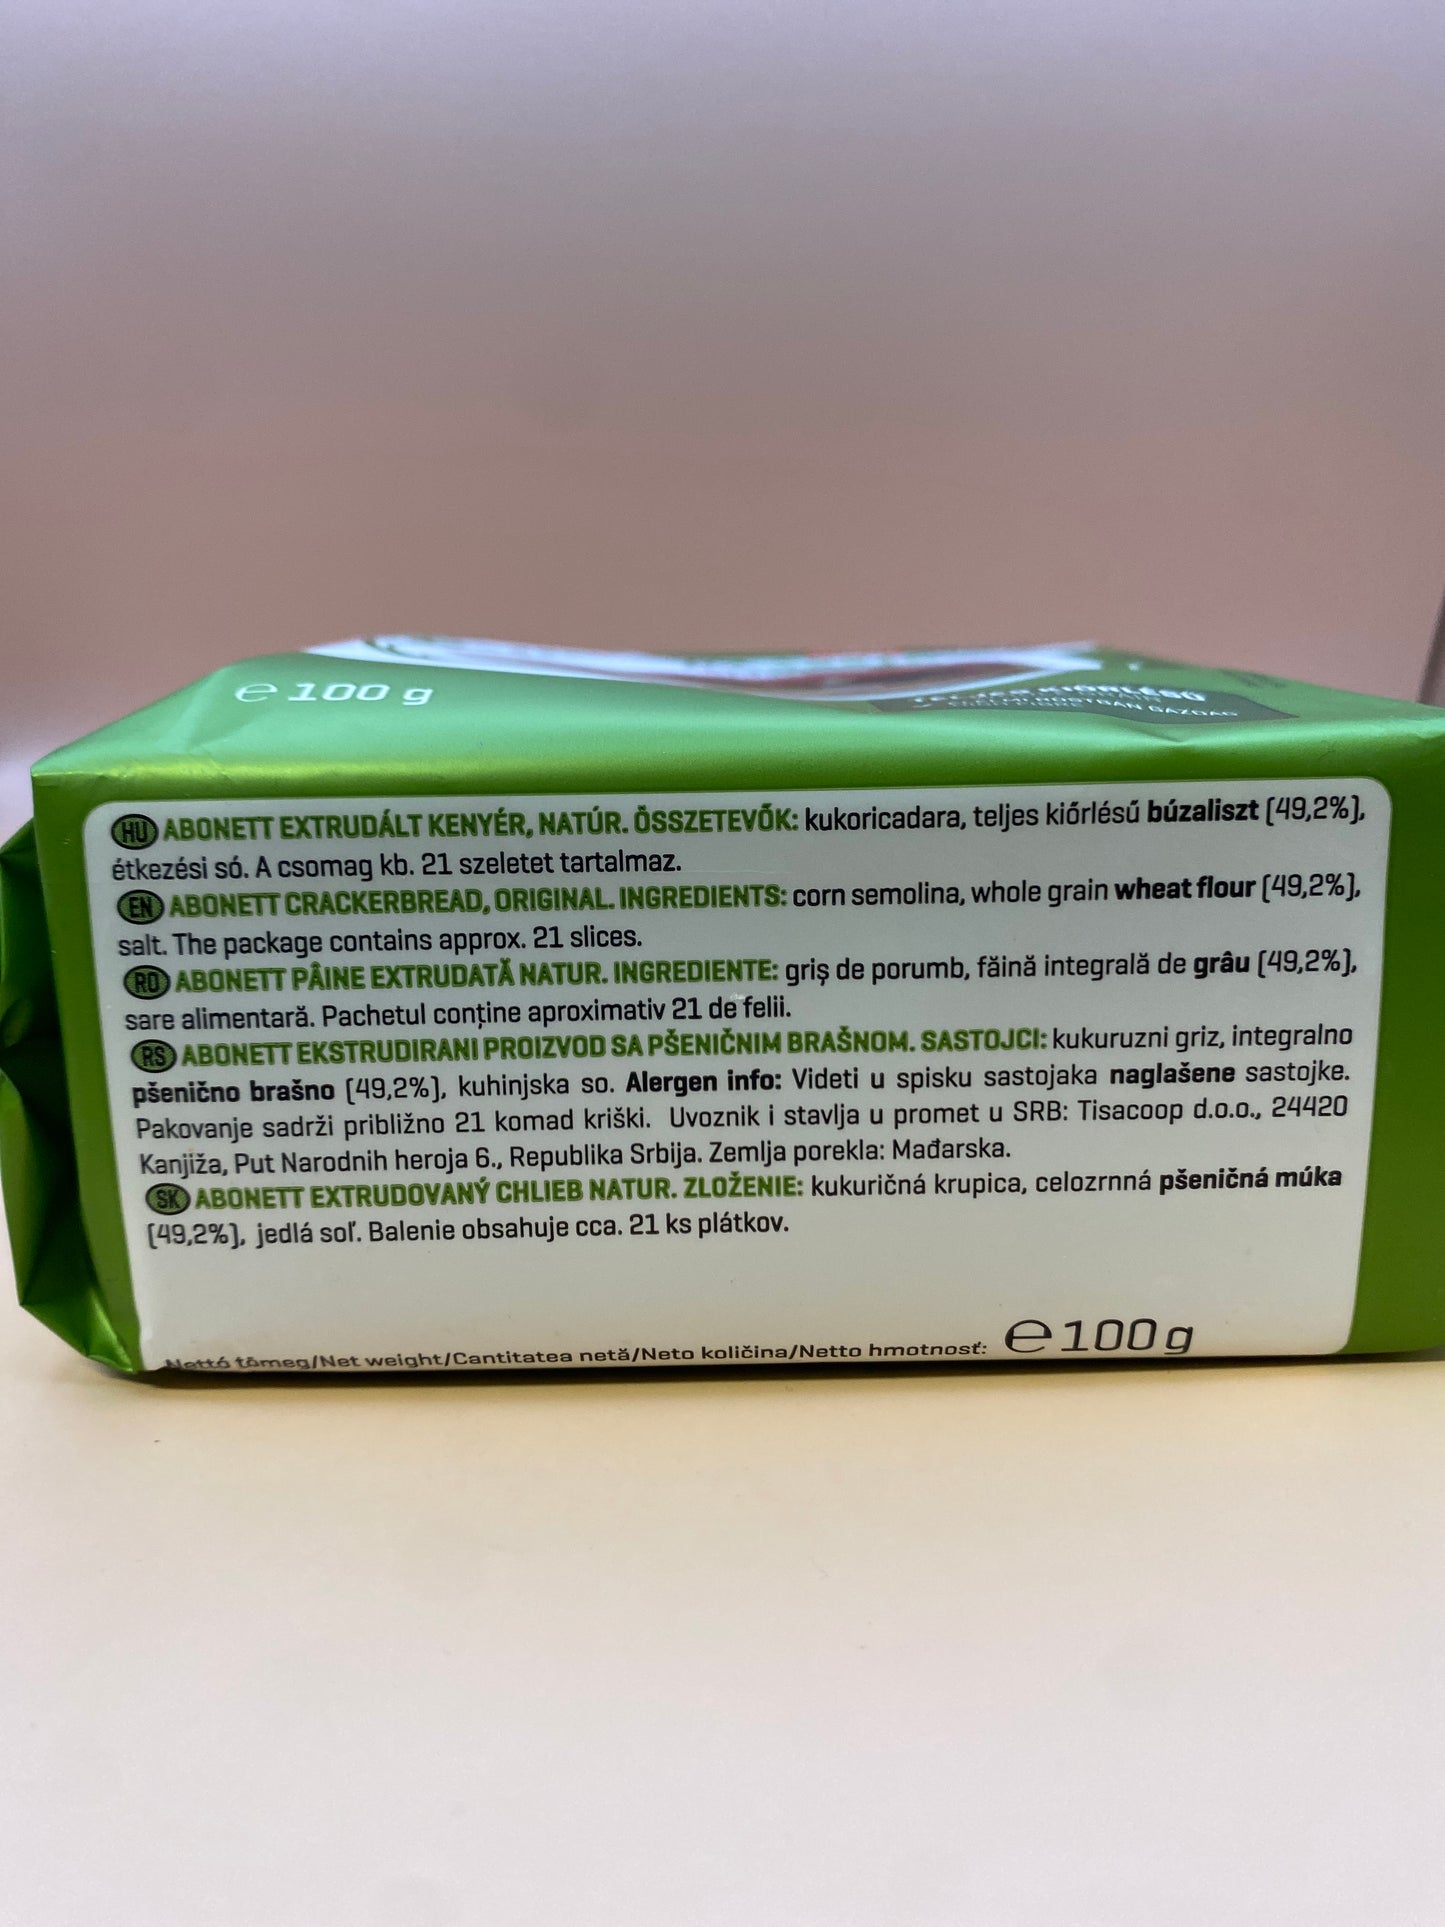 e 100 g
TELJES KIŐRLÉSŰ
GAZDAG
HU ABONETT EXTRUDÁLT KENYÉR, NATÚR. ÖSSZETEVŐK: kukoricadara, teljes kiőrlésű búzaliszt (49,2%),
étkezési só. A csomag kb. 21 szeletet tartalmaz.
EN ABONETT CRACKERBREAD, ORIGINAL. INGREDIENTS: corn semolina, whole grain wheat flour (49,2%),
salt. The package contains approx. 21 slices.
RO ABONETT PÂINE EXTRUDATĂ NATUR. INGREDIENTE: griș de porumb, făină integrală de grâu (49,2%),
sare alimentară. Pachetul conține aproximativ 21 de felii.
RS ABONETT EKSTRUDIRANI PROIZVOD SA PŠENIČNIM BRAŠNOM. SASTOJCI: kukuruzni griz, integralno
pšenično brašno (49,2%), kuhinjska so. Alergen info: Videti u spisku sastojaka naglašene sastojke.
Pakovanje sadrži približno 21 komad kriški. Uvoznik i stavlja u promet u SRB: Tisacoop d.o.o., 24420
Kanjiža, Put Narodnih heroja 6., Republika Srbija. Zemlja porekla: Mađarska.
SK ABONETT EXTRUDOVANÝ CHLIEB NATUR. ZLOŽENIE: kukuričná krupica, celozrnná pšeničná múka
(49,2%), jedlá soľ. Balenie obsahuje cca. 21 ks plátkov.
Nettó tömeg/Net weight/Cantitatea netă/Neto količina/Netto hmotnosť: e 100 g